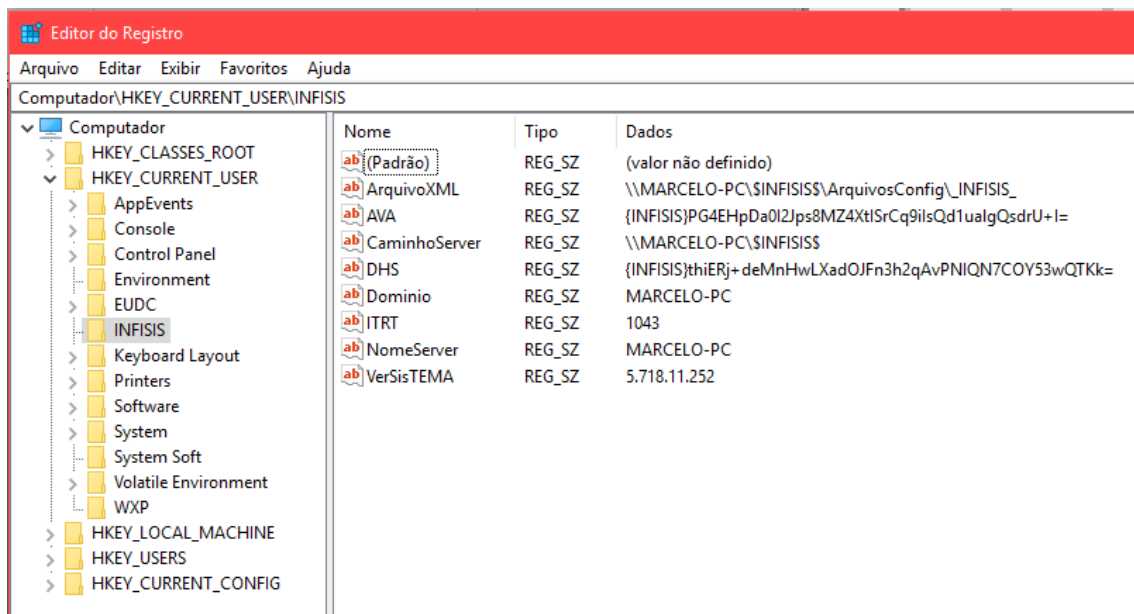 Editor do Registro
Arquivo Editar Exibir Favoritos Ajuda
Computador\HKEY_CURRENT_USER\INFISIS
Computador
HKEY_CLASSES_ROOT
HKEY_CURRENT_USER
AppEvents
Console
Control Panel
Environment
EUDC
INFISIS
Keyboard Layout
Printers
Software
System
System Soft
Volatile Environment
WXP
HKEY_LOCAL_MACHINE
HKEY_USERS
HKEY_CURRENT_CONFIG
Nome Tipo Dados
(Padrão) REG_SZ (valor não definido)
ArquivoXML REG_SZ \\MARCELO-PC\$INFISIS$\ArquivosConfig\_INFISIS_
AVA REG_SZ {INFISIS}PG4EHpDa0I2Jps8MZ4XtISrCq9iIsQd1uaIgQsdrU+I=
CaminhoServer REG_SZ \\MARCELO-PC\$INFISIS$
DHS REG_SZ {INFISIS}thiERj+deMnHwLXadOJFn3h2qAvPNIQN7COY53wQTKk=
Dominio REG_SZ MARCELO-PC
ITRT REG_SZ 1043
NomeServer REG_SZ MARCELO-PC
VerSisTEMA REG_SZ 5.718.11.252